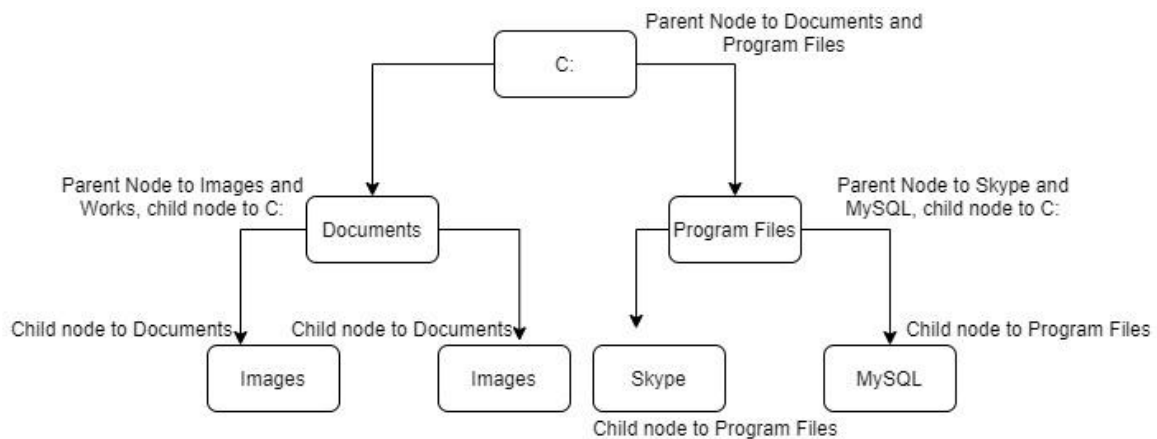 Parent Node to Documents and
Program Files
C:
Parent Node to Images and
Works, child node to C:
Parent Node to Skype and
MySQL, child node to C:
Documents
Program Files
Child node to Documents
Child node to Documents
Child node to Program Files
Images
Images
Skype
MySQL
Child node to Program Files